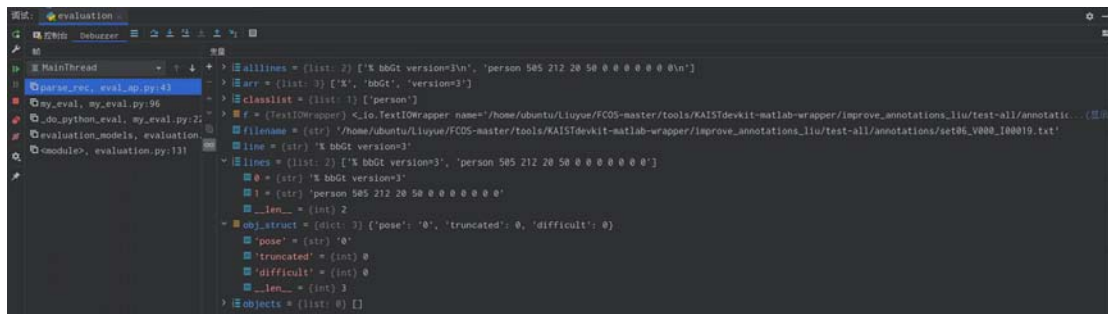 调试: evaluation
控制台 Debugger
帧
变量
MainThread
parse_rec, eval_ap.py:43
my_eval, my_eval.py:96
_do_python_eval, my_eval.py:22
evaluation_models, evaluation.
<module>, evaluation.py:131
alllines = {list: 2} ['% bbGt version=3\n', 'person 505 212 20 50 0 0 0 0 0 0 0\n']
arr = {list: 3} ['%', 'bbGt', 'version=3']
classlist = {list: 1} ['person']
f = {TextIOWrapper} <_io.TextIOWrapper name='/home/ubuntu/Liuyue/FCOS-master/tools/KAISTdevkit-matlab-wrapper/improve_annotations_liu/test-all/annotatic...
filename = {str} '/home/ubuntu/Liuyue/FCOS-master/tools/KAISTdevkit-matlab-wrapper/improve_annotations_liu/test-all/annotations/set06_V000_I00019.txt'
line = {str} '% bbGt version=3'
lines = {list: 2} ['% bbGt version=3', 'person 505 212 20 50 0 0 0 0 0 0 0']
0 = {str} '% bbGt version=3'
1 = {str} 'person 505 212 20 50 0 0 0 0 0 0 0'
__len__ = {int} 2
obj_struct = {dict: 3} {'pose': '0', 'truncated': 0, 'difficult': 0}
'pose' = {str} '0'
'truncated' = {int} 0
'difficult' = {int} 0
__len__ = {int} 3
objects = {list: 0} []